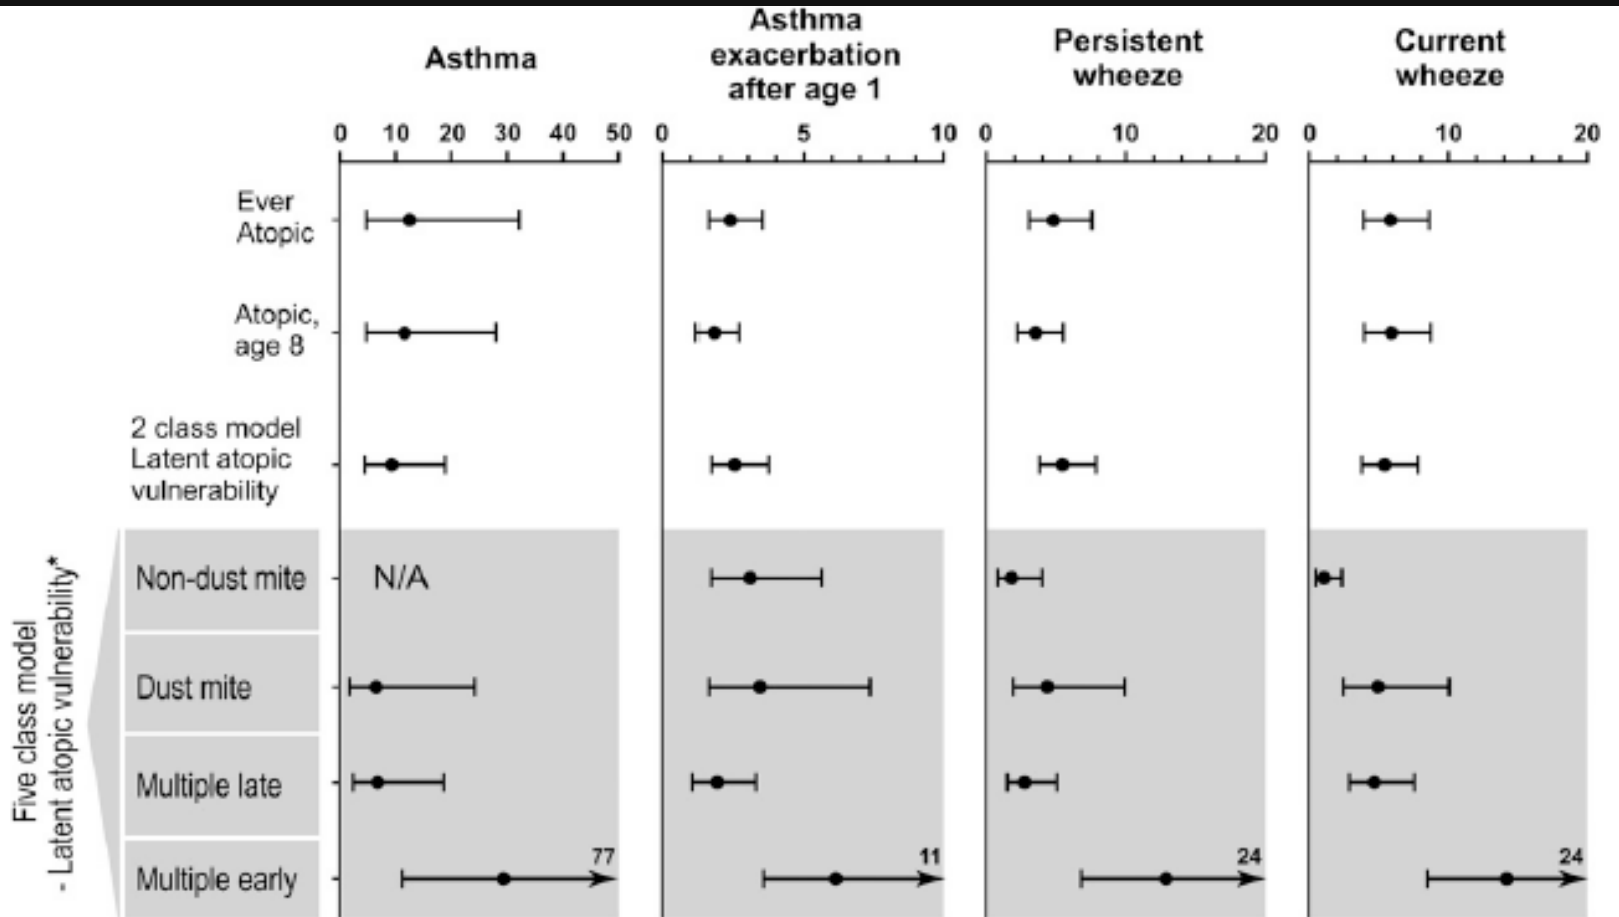 Asthma
Asthma
exacerbation
after age 1
Persistent
wheeze
Current
wheeze
0 10 20 30 40 50
0 5 10
0 10 20
0 10 20
Ever
Atopic
Atopic,
age 8
2 class model
Latent atopic
vulnerability
Five class model
- Latent atopic vulnerability*
Non-dust mite
N/A
Dust mite
Multiple late
Multiple early
77
11
24
24